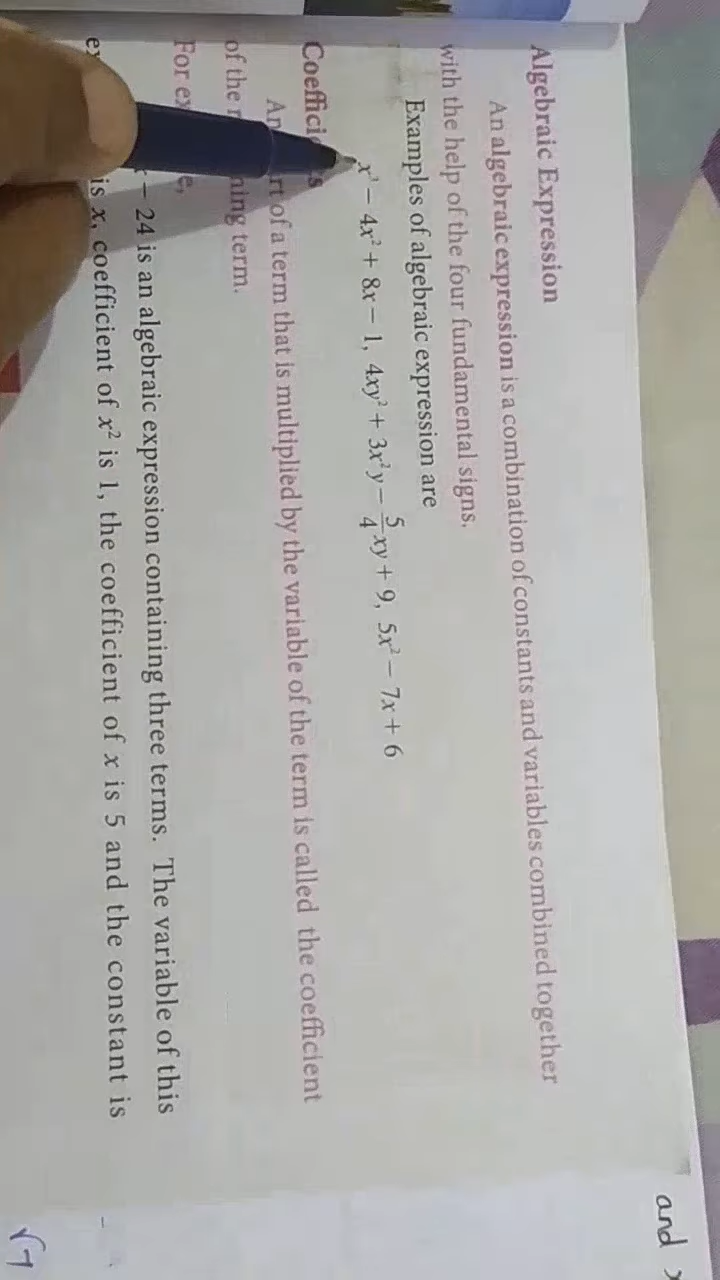 Algebraic Expression
An algebraic expression is a combination of constants and variables combined together
with the help of the four fundamental signs.
Examples of algebraic expression are
x³ – 4x² + 8x – 1, 4xy² + 3x²y – 5/4 xy + 9, 5x² – 7x + 6
of a term that is multiplied by the variable of the term is called the coefficient
of the term.
For
– 24 is an algebraic expression containing three terms. The variable of this
is x, coefficient of x² is 1, the coefficient of x is 5 and the constant is
and
√7